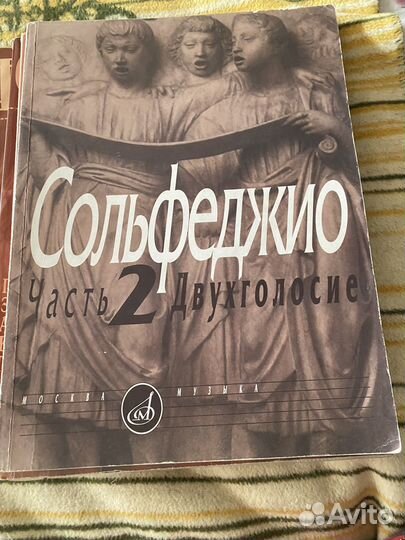 Сольфеджио
Часть 2 Двухголосие
МОСКВА МУЗЫКА
Avito